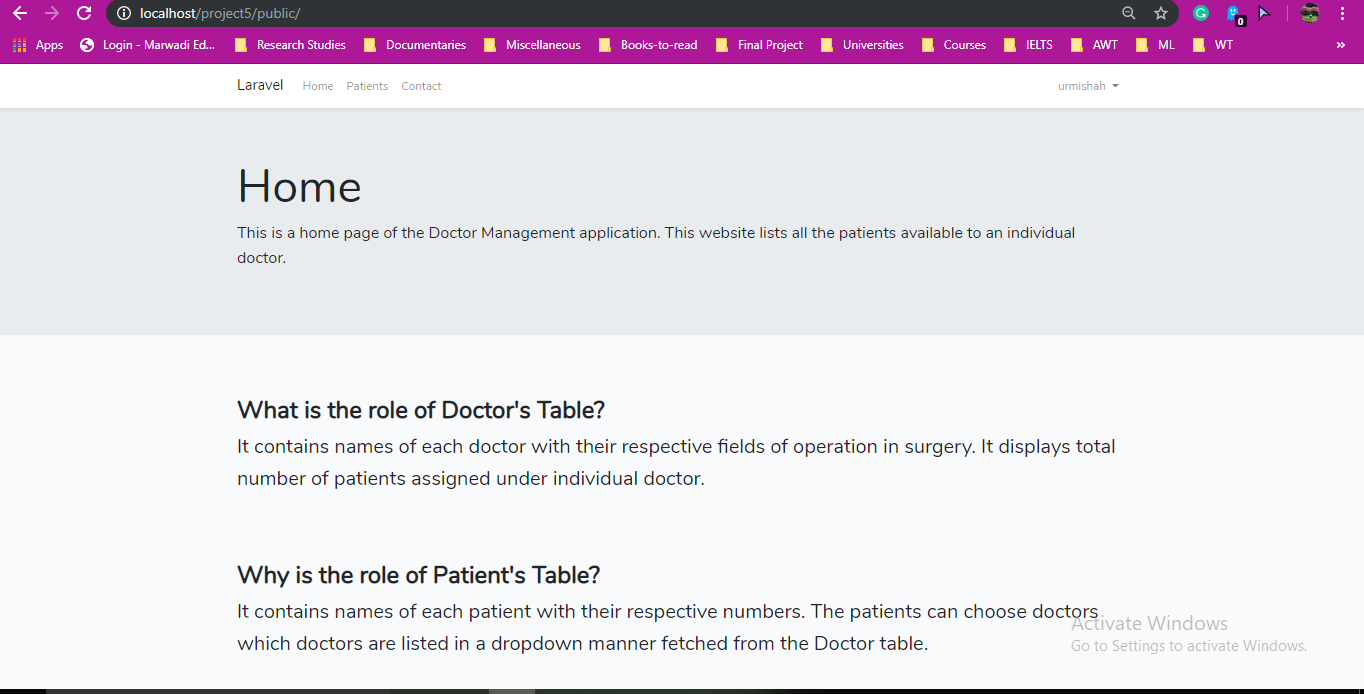 localhost/project5/public/
0
Apps Login - Marwadi Ed... Research Studies Documentaries Miscellaneous Books-to-read Final Project Universities Courses IELTS AWT ML WT »
Laravel Home Patients Contact urmishah
Home
This is a home page of the Doctor Management application. This website lists all the patients available to an individual
doctor.
What is the role of Doctor's Table?
It contains names of each doctor with their respective fields of operation in surgery. It displays total
number of patients assigned under individual doctor.
Why is the role of Patient's Table?
It contains names of each patient with their respective numbers. The patients can choose doctors
which doctors are listed in a dropdown manner fetched from the Doctor table.
Activate Windows
Go to Settings to activate Windows.